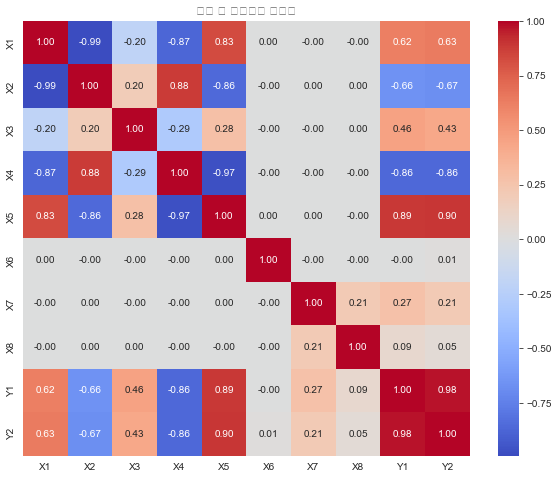 X1 1.00 -0.99 -0.20 -0.87 0.83 0.00 -0.00 -0.00 0.62 0.63
X2 -0.99 1.00 0.20 0.88 -0.86 -0.00 0.00 0.00 -0.66 -0.67
X3 -0.20 0.20 1.00 -0.29 0.28 -0.00 -0.00 -0.00 0.46 0.43
X4 -0.87 0.88 -0.29 1.00 -0.97 -0.00 0.00 0.00 -0.86 -0.86
X5 0.83 -0.86 0.28 -0.97 1.00 0.00 -0.00 -0.00 0.89 0.90
X6 0.00 -0.00 -0.00 -0.00 0.00 1.00 -0.00 -0.00 -0.00 0.01
X7 -0.00 0.00 -0.00 0.00 -0.00 -0.00 1.00 0.21 0.27 0.21
X8 -0.00 0.00 -0.00 0.00 -0.00 -0.00 0.21 1.00 0.09 0.05
Y1 0.62 -0.66 0.46 -0.86 0.89 -0.00 0.27 0.09 1.00 0.98
Y2 0.63 -0.67 0.43 -0.86 0.90 0.01 0.21 0.05 0.98 1.00
X1 X2 X3 X4 X5 X6 X7 X8 Y1 Y2
1.00
0.75
0.50
0.25
0.00
-0.25
-0.50
-0.75